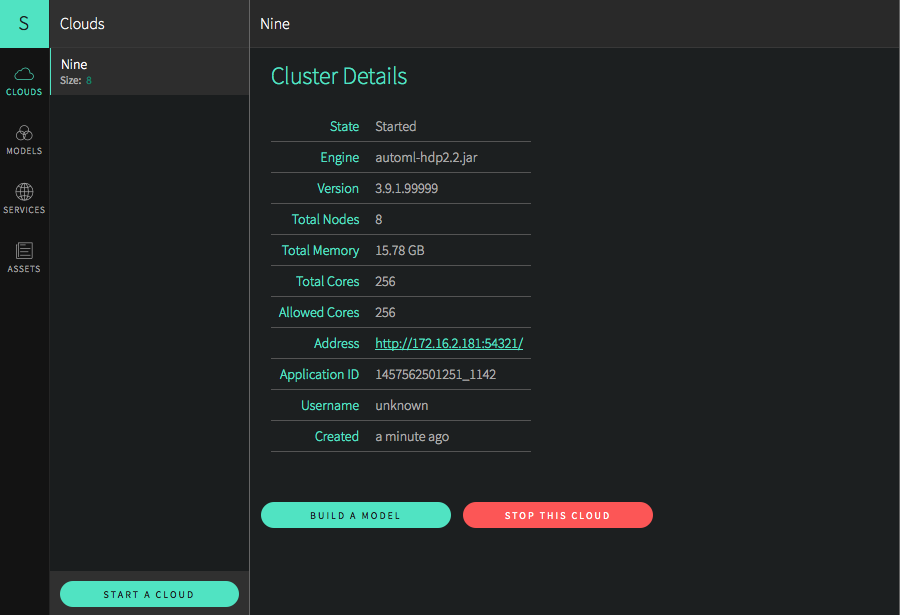 S
Clouds
Nine
CLOUDS
MODELS
SERVICES
ASSETS
Nine
Size: 8
START A CLOUD
Cluster Details
State Started
Engine automl-hdp2.2.jar
Version 3.9.1.99999
Total Nodes 8
Total Memory 15.78 GB
Total Cores 256
Allowed Cores 256
Address http://172.16.2.181:54321/
Application ID 1457562501251_1142
Username unknown
Created a minute ago
BUILD A MODEL
STOP THIS CLOUD